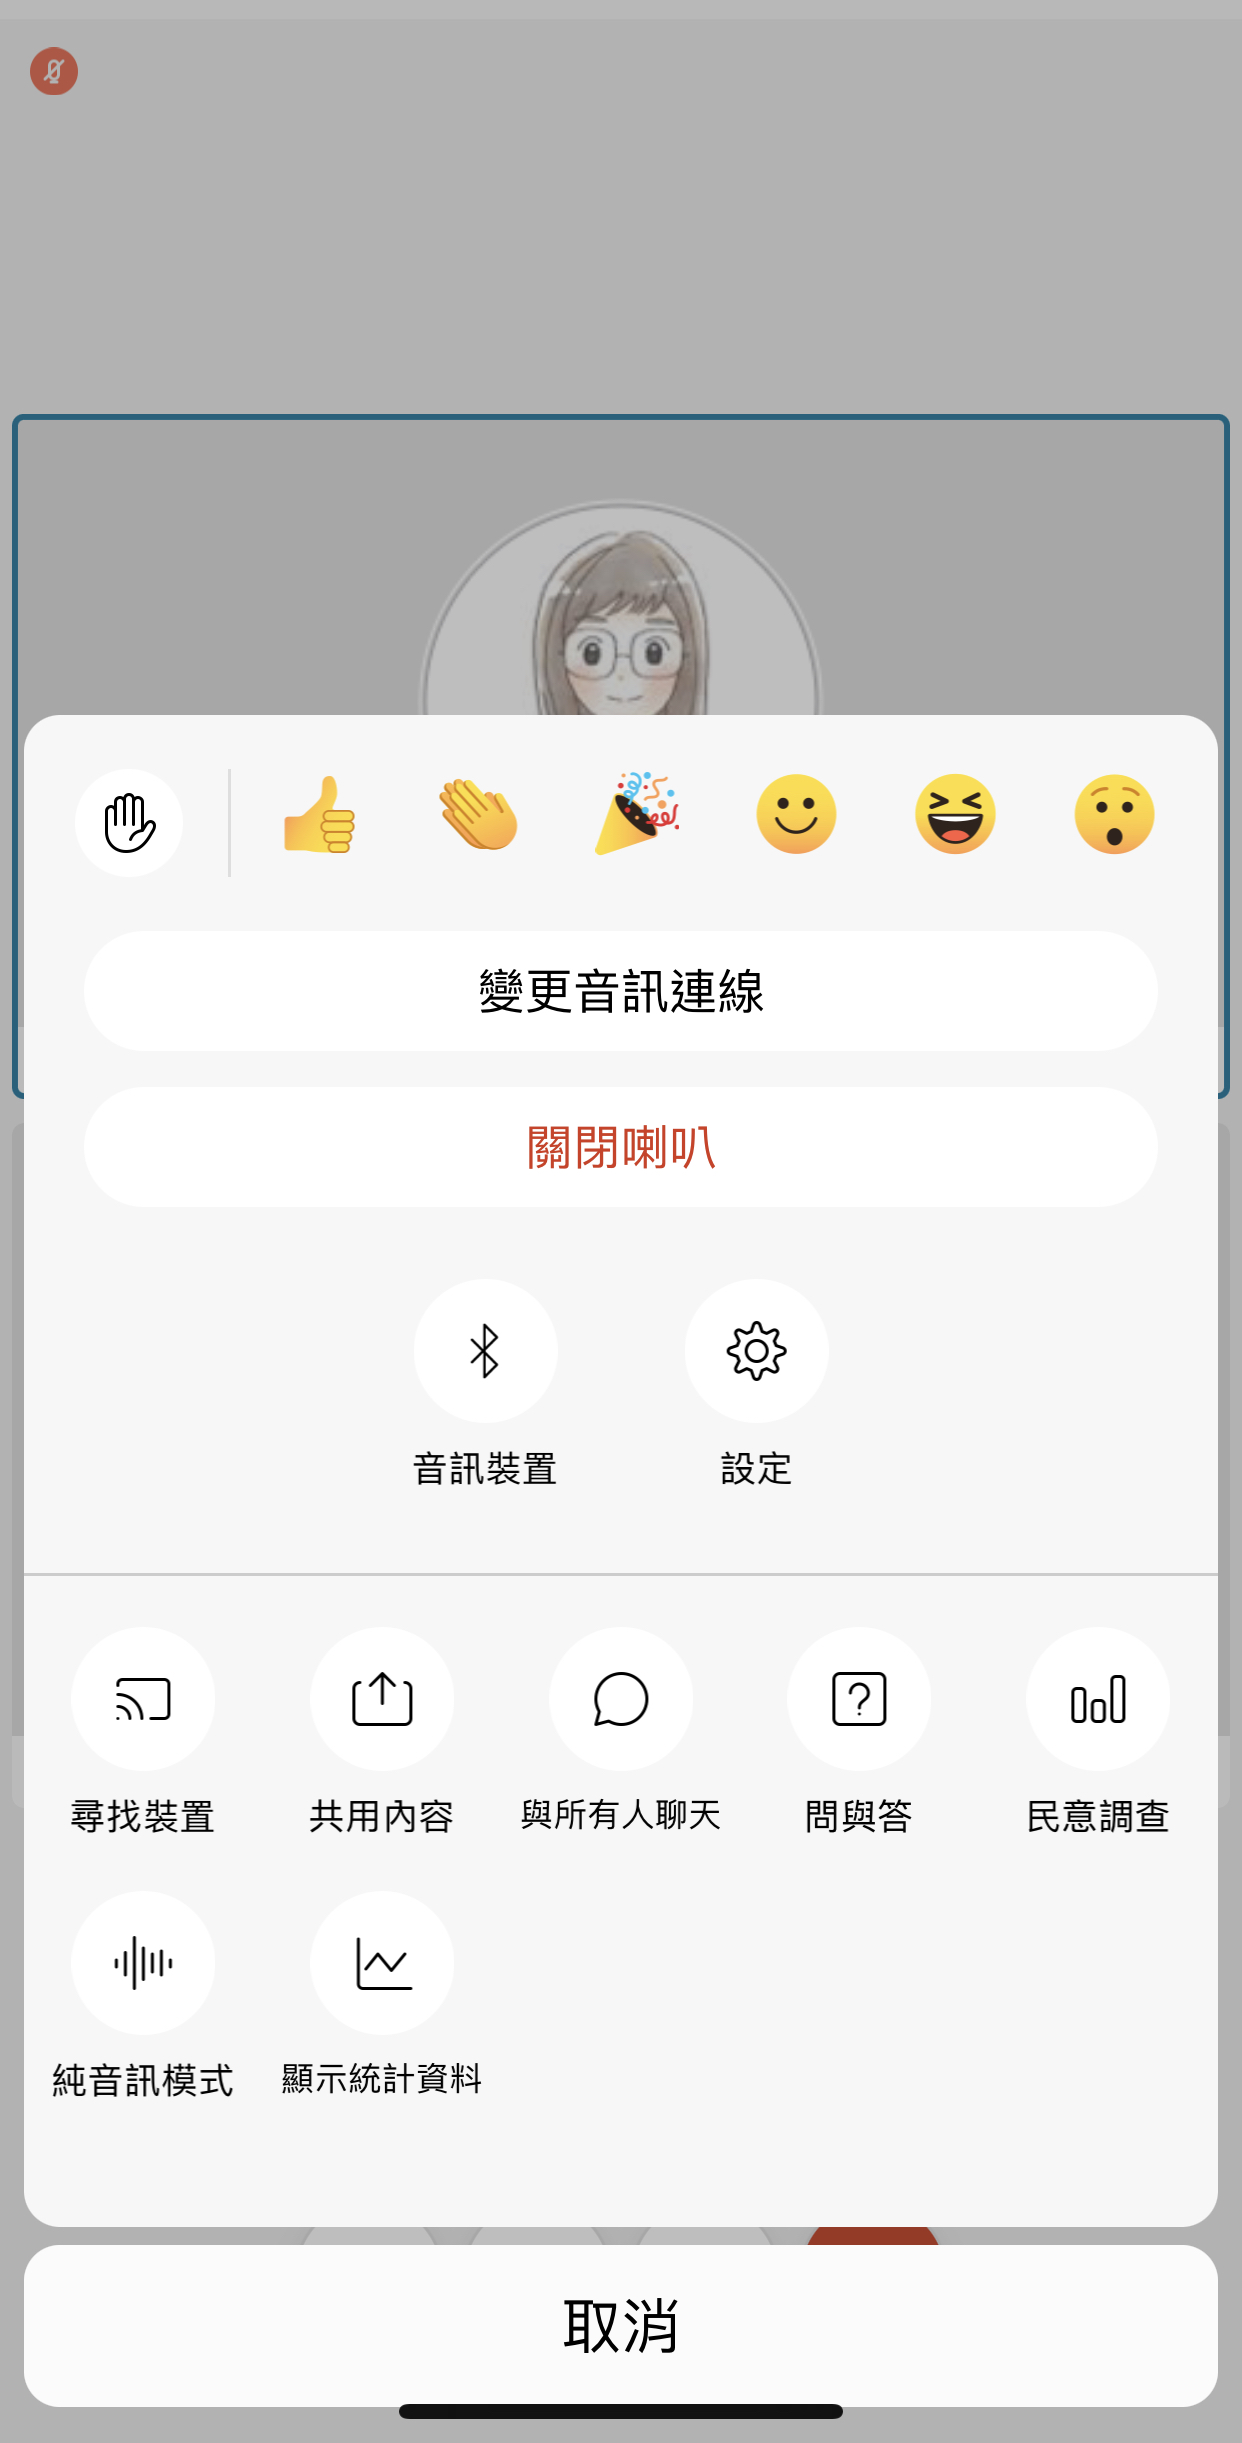 變更音訊連線
關閉喇叭
音訊裝置
設定
尋找裝置
共用內容
與所有人聊天
問與答
民意調查
純音訊模式
顯示統計資料
取消